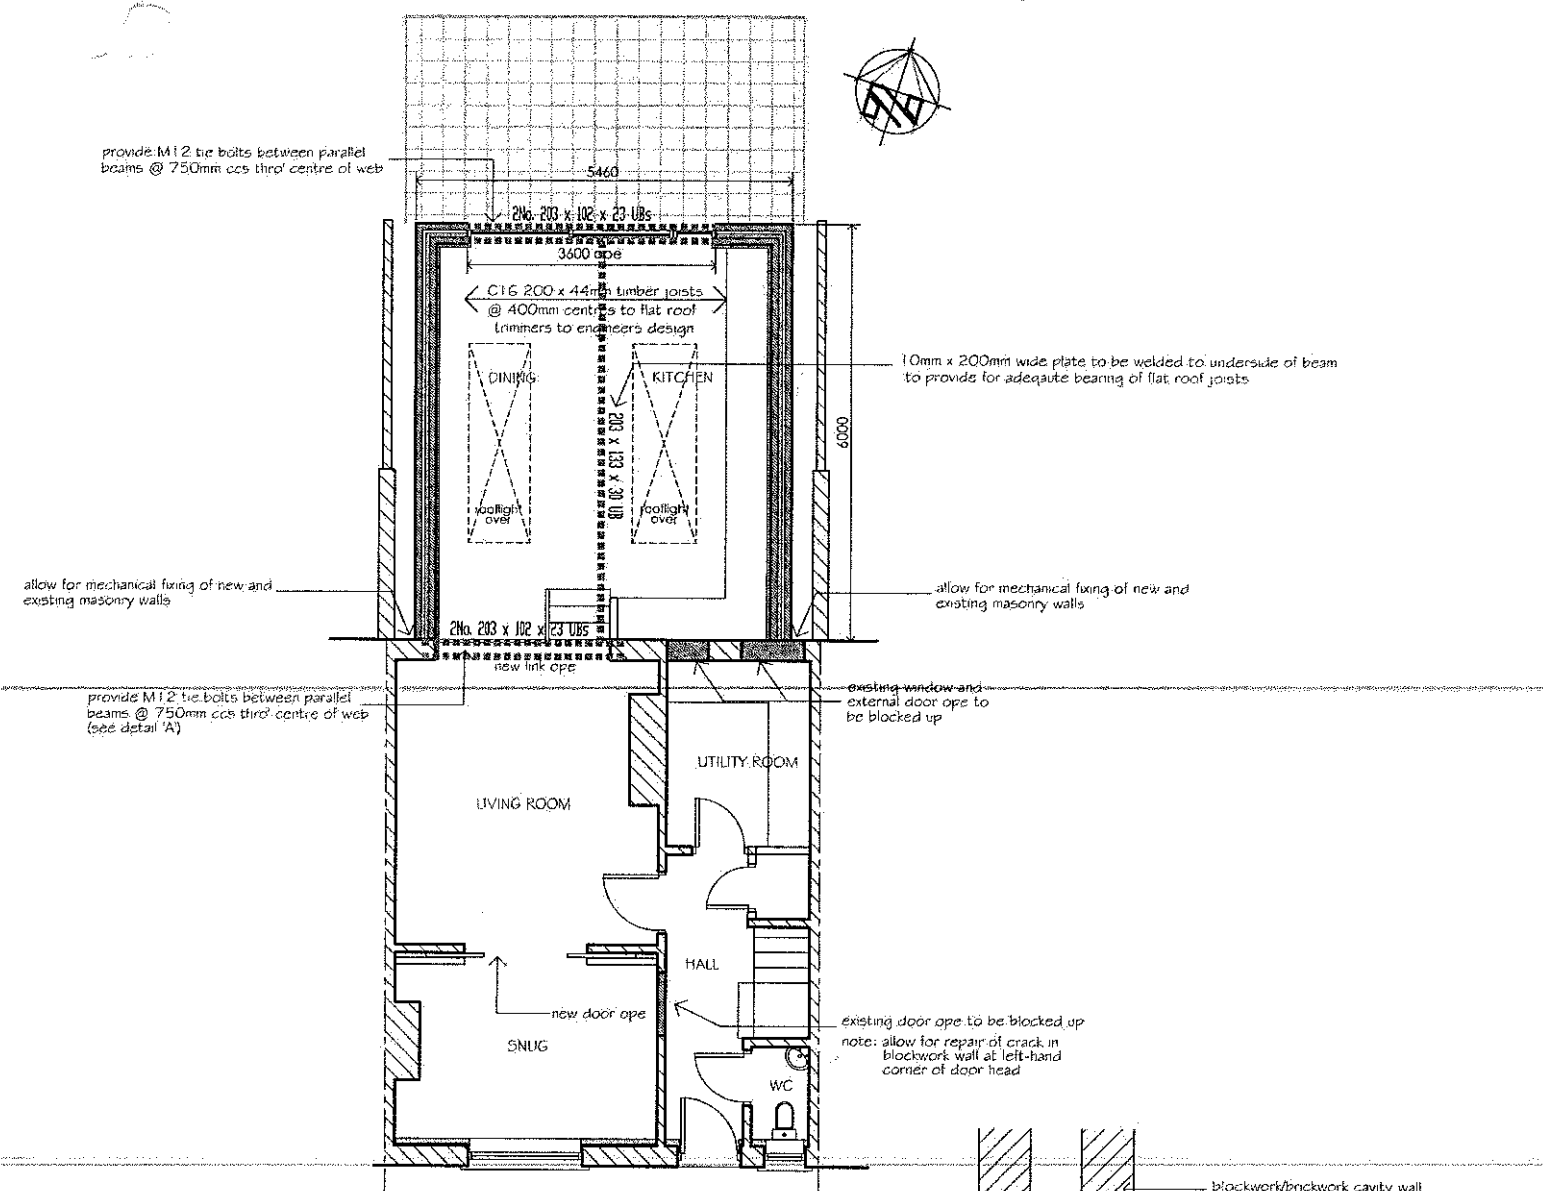 provide M12 tie bolts between parallel
beams @ 750mm ccs thro' centre of web
5460
2No. 203 x 102 x 23 UBs
3600 ope
C16 200 x 44mm timber joists
@ 400mm centres to flat roof
trimmers to engineers design
DINING
KITCHEN
10mm x 200mm wide plate to be welded to underside of beam
to provide for adeqaute bearing of flat roof joists
203 x 133 x 30 UB
6000
rooflight
over
rooflight
over
allow for mechanical fixing of new and
existing masonry walls
allow for mechanical fixing of new and
existing masonry walls
2No. 203 x 102 x 23 UBs
new link ope
provide M12 tie bolts between parallel
beams @ 750mm ccs thro' centre of web
(see detail 'A')
existing window and
external door ope to
be blocked up
UTILITY ROOM
LIVING ROOM
HALL
new door ope
SNUG
existing door ope to be blocked up
note: allow for repair of crack in
blockwork wall at left-hand
corner of door head
WC
blockwork/brickwork cavity wall